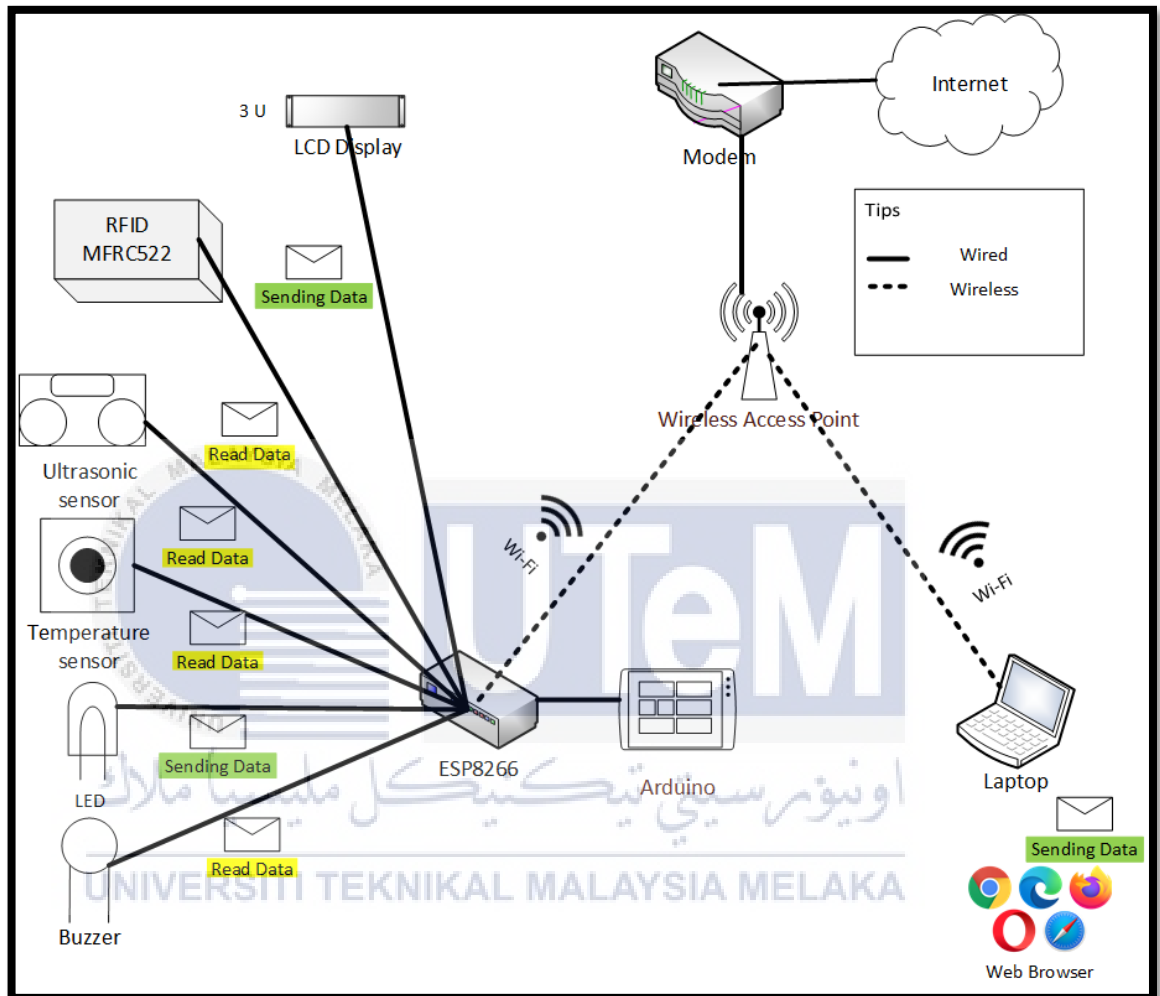 Internet
3 U
LCD Display
Modem
Tips
Wired
Wireless
RFID
MFRC522
Sending Data
Wireless Access Point
Read Data
Ultrasonic
sensor
Read Data
Wi-Fi
Wi-Fi
Temperature
sensor
Read Data
UTeM
Sending Data
LED
ESP8266
Arduino
Laptop
اونيۏرسيتي تيكنيكل مليسيا ملاك
Read Data
Sending Data
UNIVERSITI TEKNIKAL MALAYSIA MELAKA
Buzzer
Web Browser